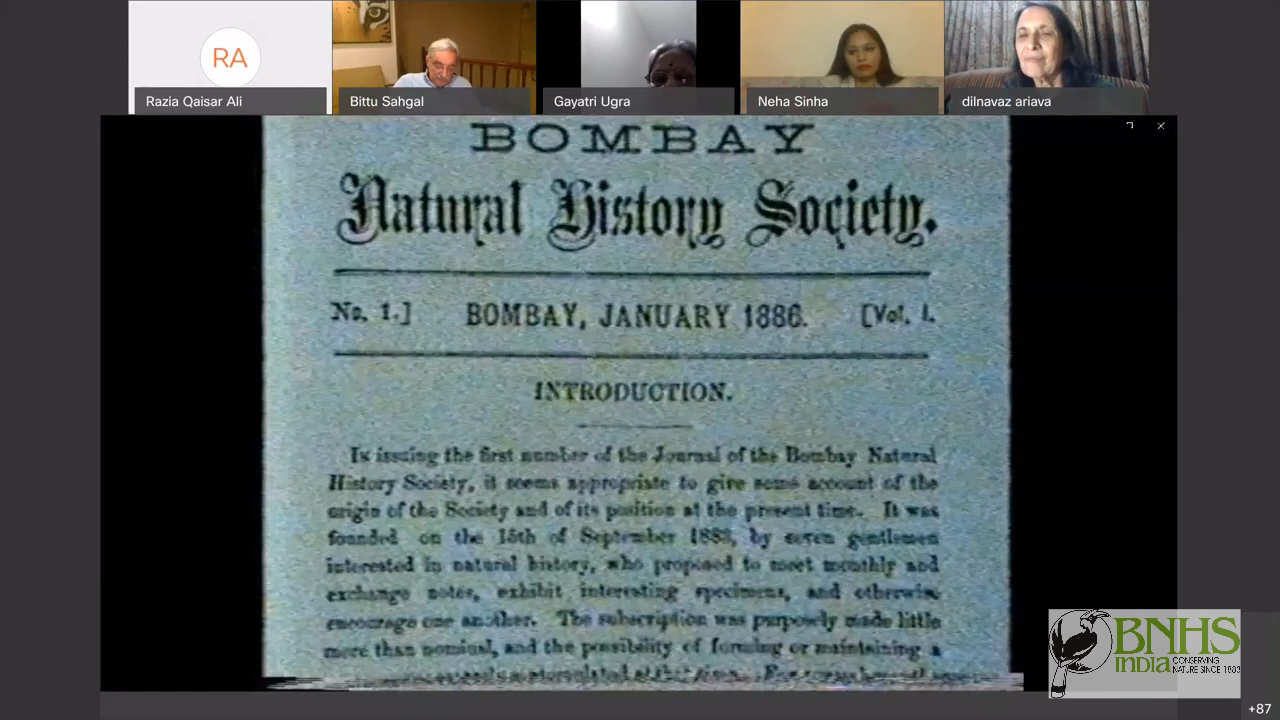 RA
Razia Qaisar Ali
Bittu Sahgal
Gayatri Ugra
Neha Sinha
dilnavaz ariava
BOMBAY
Natural History Society.
No. 1.] BOMBAY, JANUARY 1886. [Vol. I.
INTRODUCTION.
In issuing the first number of the Journal of the Bombay Natural
History Society, it seems appropriate to give some account of the
origin of the Society and of its position at the present time. It was
founded on the 15th of September 1883, by seven gentlemen
interested in natural history, who proposed to meet monthly and
exchange notes, exhibit interesting specimens, and otherwise
encourage one another. The subscription was purposely made little
more than nominal, and the possibility of forming or maintaining a
BNHS
INDIA
CONSERVING
NATURE SINCE 1883
+87